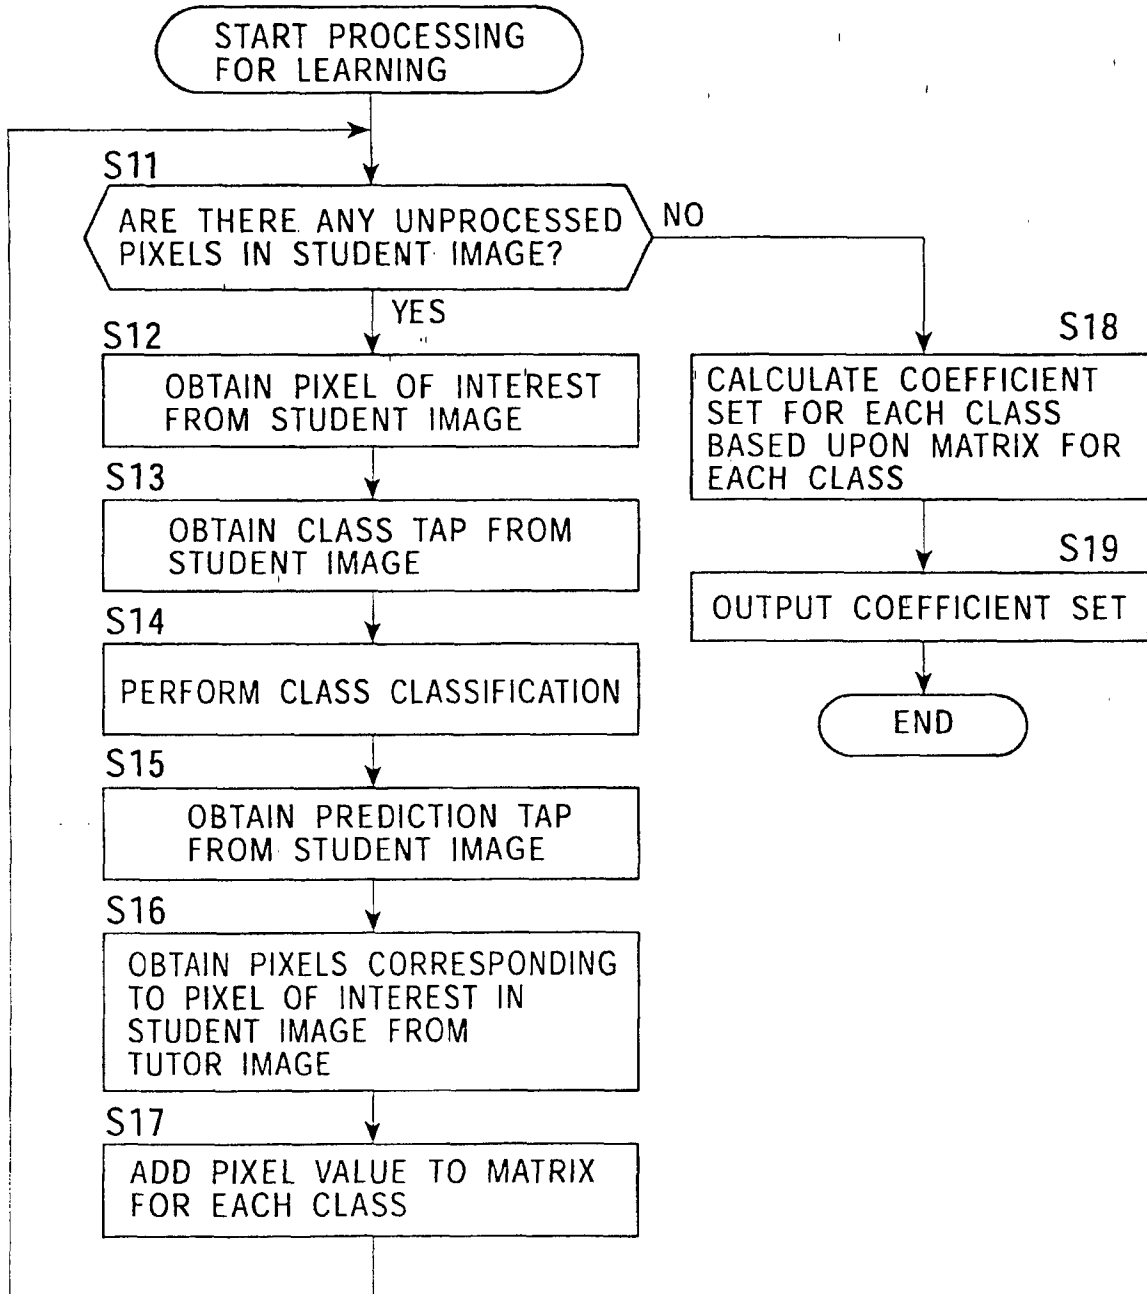 START PROCESSING
FOR LEARNING
S11
ARE THERE ANY UNPROCESSED
PIXELS IN STUDENT IMAGE?
NO
YES
S12
OBTAIN PIXEL OF INTEREST
FROM STUDENT IMAGE
S13
OBTAIN CLASS TAP FROM
STUDENT IMAGE
S14
PERFORM CLASS CLASSIFICATION
S15
OBTAIN PREDICTION TAP
FROM STUDENT IMAGE
S16
OBTAIN PIXELS CORRESPONDING
TO PIXEL OF INTEREST IN
STUDENT IMAGE FROM
TUTOR IMAGE
S17
ADD PIXEL VALUE TO MATRIX
FOR EACH CLASS
S18
CALCULATE COEFFICIENT
SET FOR EACH CLASS
BASED UPON MATRIX FOR
EACH CLASS
S19
OUTPUT COEFFICIENT SET
END